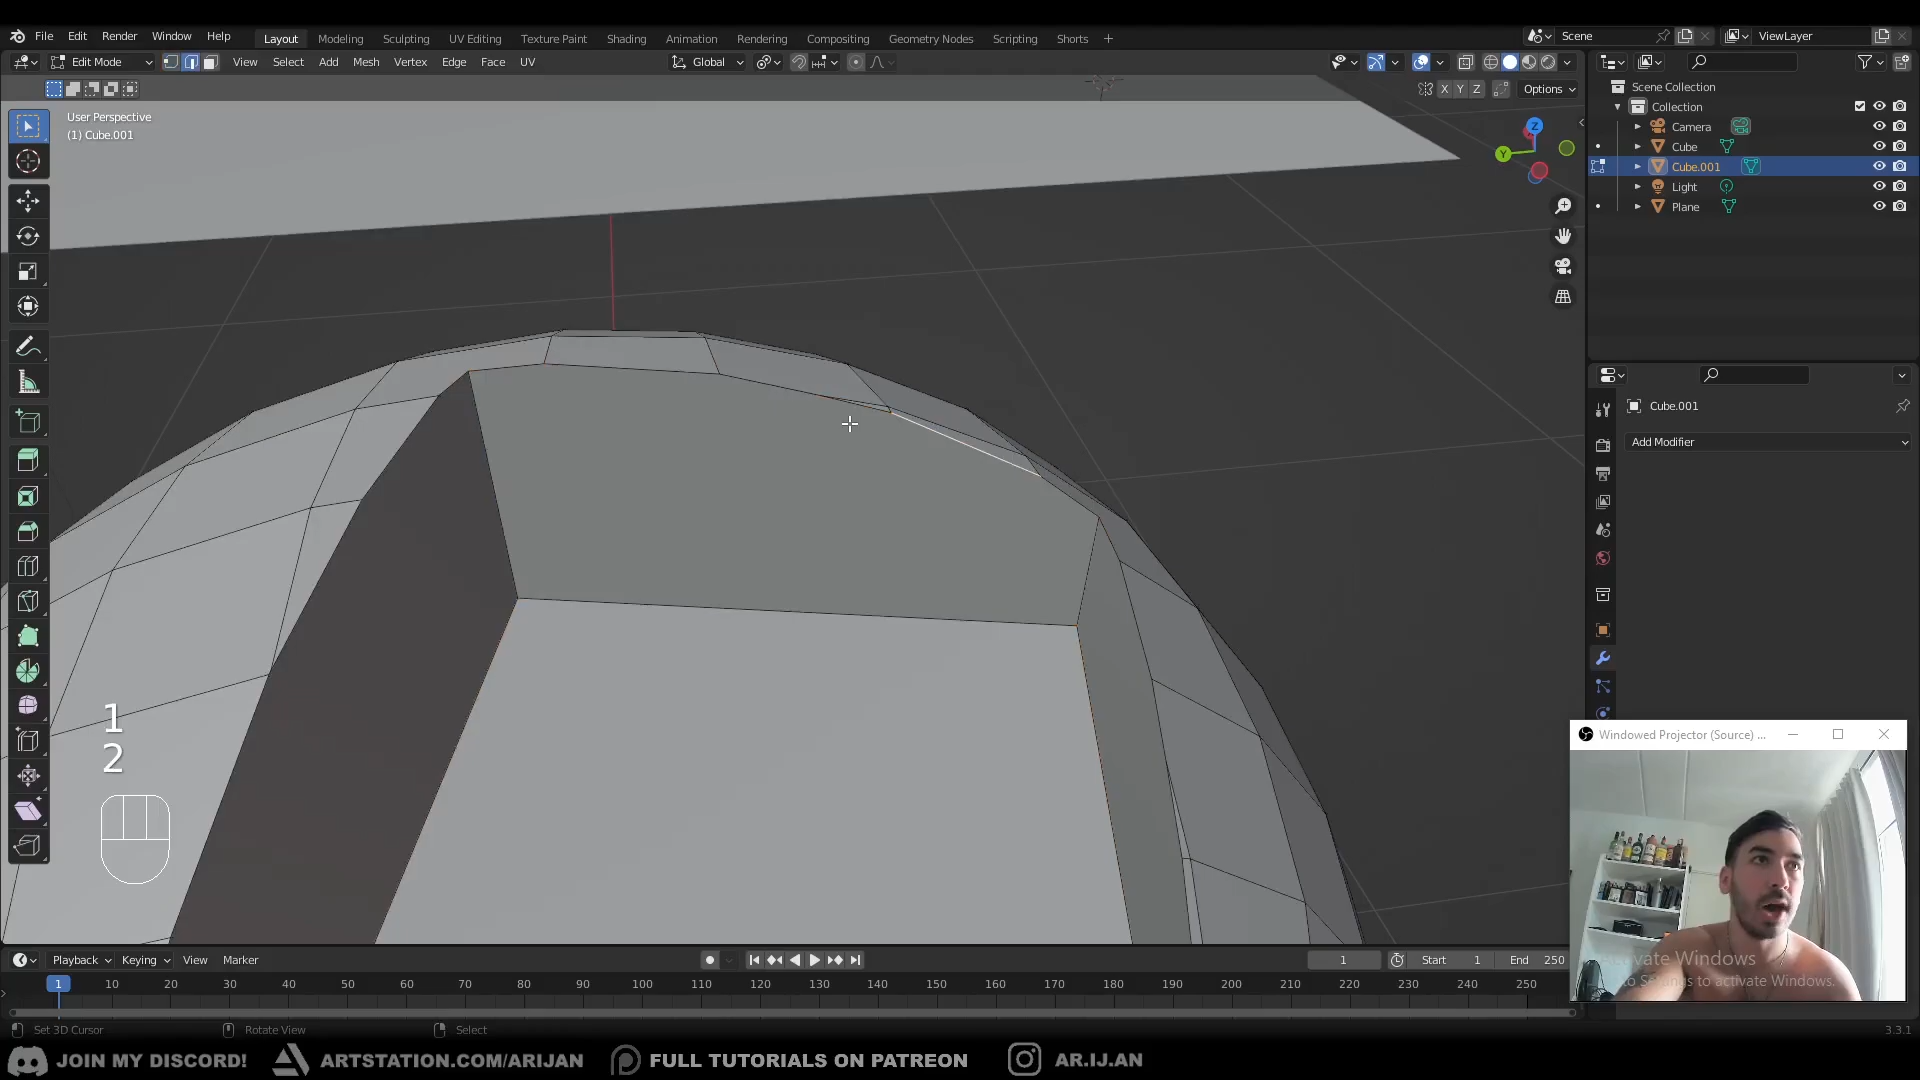 File Edit Render Window Help Layout Modeling Sculpting UV Editing Texture Paint Shading Animation Rendering Compositing Geometry Nodes Scripting Shorts + Scene ViewLayer
Edit Mode View Select Add Mesh Vertex Edge Face UV Global
X Y Z Options
User Perspective
(1) Cube.001
Z
Y
Scene Collection
Collection
Camera
Cube
Cube.001
Light
Plane
Cube.001
Add Modifier
1
2
Windowed Projector (Source) ...
Activate Windows
to Settings to activate Windows.
Playback Keying View Marker 1 Start 1 End 250
1 10 20 30 40 50 60 70 80 90 100 110 120 130 140 150 160 170 180 190 200 210 220 230 240 250
Set 3D Cursor Rotate View Select 3.3.1
JOIN MY DISCORD! ARTSTATION.COM/ARIJAN FULL TUTORIALS ON PATREON AR.IJ.AN